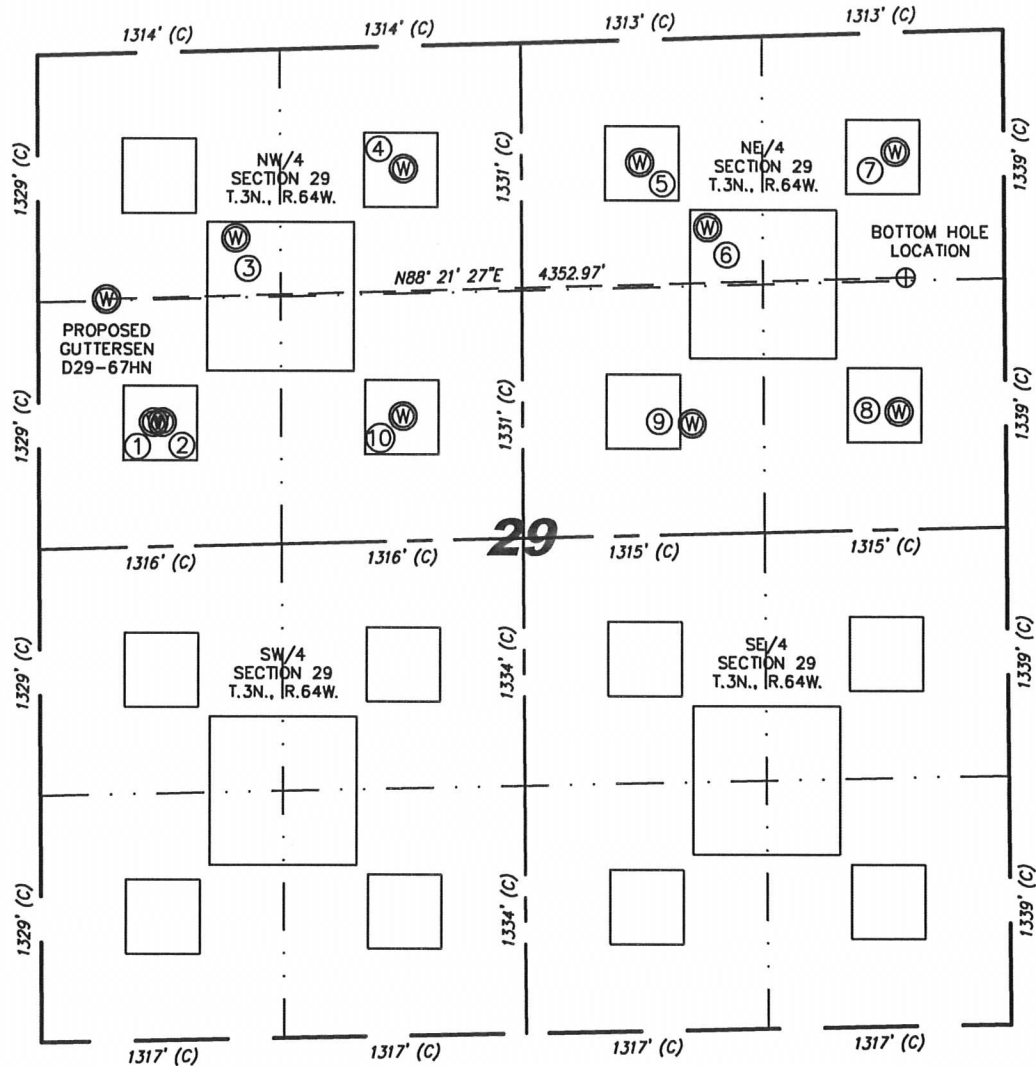 1314' (C)
1314' (C)
1313' (C)
1313' (C)
1329' (C)
1331' (C)
1339' (C)
NW/4
SECTION 29
T.3N., R.64W.
NE/4
SECTION 29
T.3N., R.64W.
4
W
W
5
7
W
W
3
W
6
BOTTOM HOLE
LOCATION
N88° 21' 27"E 4352.97'
W
PROPOSED
GUTTERSEN
D29-67HN
1329' (C)
1331' (C)
1339' (C)
W
W
1
2
W
10
9
W
8
W
29
1316' (C)
1316' (C)
1315' (C)
1315' (C)
1329' (C)
1334' (C)
1339' (C)
SW/4
SECTION 29
T.3N., R.64W.
SE/4
SECTION 29
T.3N., R.64W.
1329' (C)
1334' (C)
1339' (C)
1317' (C)
1317' (C)
1317' (C)
1317' (C)